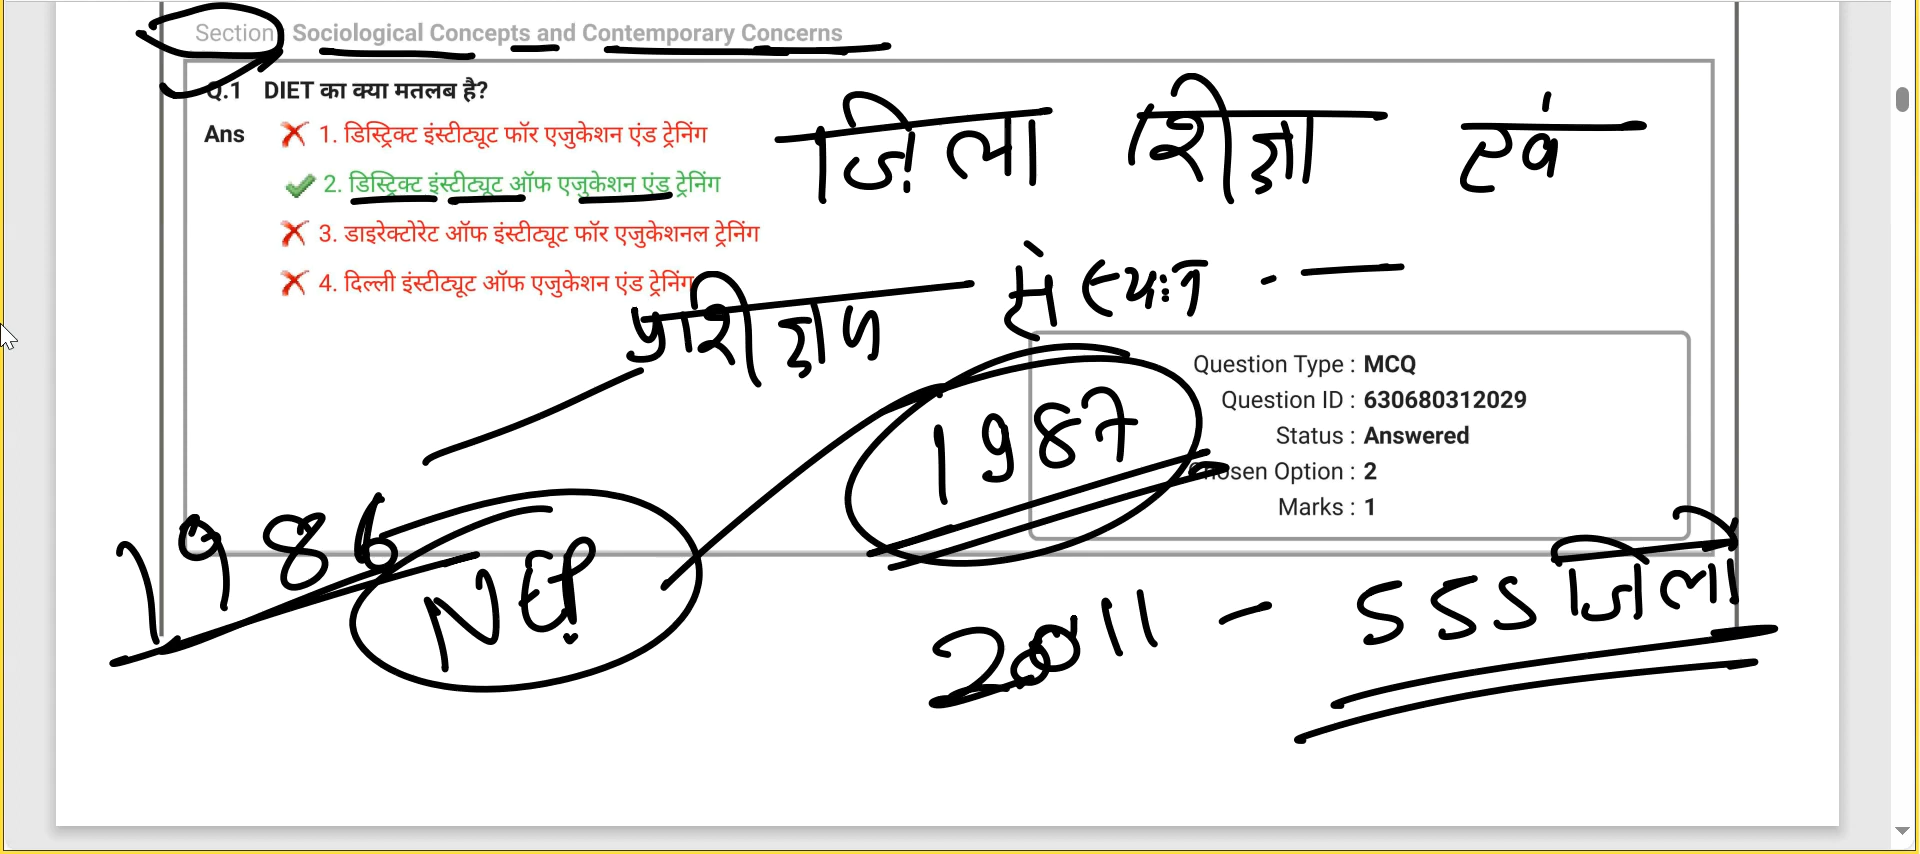 Section : Sociological Concepts and Contemporary Concerns
Q.1 DIET का क्या मतलब है?
Ans 1. डिस्ट्रिक्ट इंस्टीट्यूट फॉर एजुकेशन एंड ट्रेनिंग
2. डिस्ट्रिक्ट इंस्टीट्यूट ऑफ एजुकेशन एंड ट्रेनिंग
3. डाइरेक्टोरेट ऑफ इंस्टीट्यूट फॉर एजुकेशनल ट्रेनिंग
4. दिल्ली इंस्टीट्यूट ऑफ एजुकेशन एंड ट्रेनिंग
जिला शिक्षा एवं
प्रशिक्षण संस्थान
Question Type : MCQ
Question ID : 630680312029
Status : Answered
Chosen Option : 2
Marks : 1
1987
1986 NEP
2011 - 555 जिलों